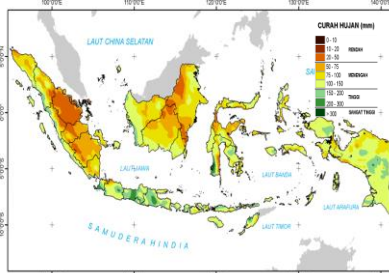 100°0'0"E
110°0'0"E
120°0'0"E
130°0'0"E
140°0'0"E
CURAH HUJAN (mm)
0 - 10
10 - 20
20 - 50
50 - 75
75 - 100
100 - 150
150 - 200
200 - 300
> 300
RENDAH
MENENGAH
TINGGI
SANGAT TINGGI
LAUT CHINA SELATAN
LAUT JAWA
LAUT BANDA
LAUT ARAFURA
LAUT TIMOR
SAMUDERA HINDIA